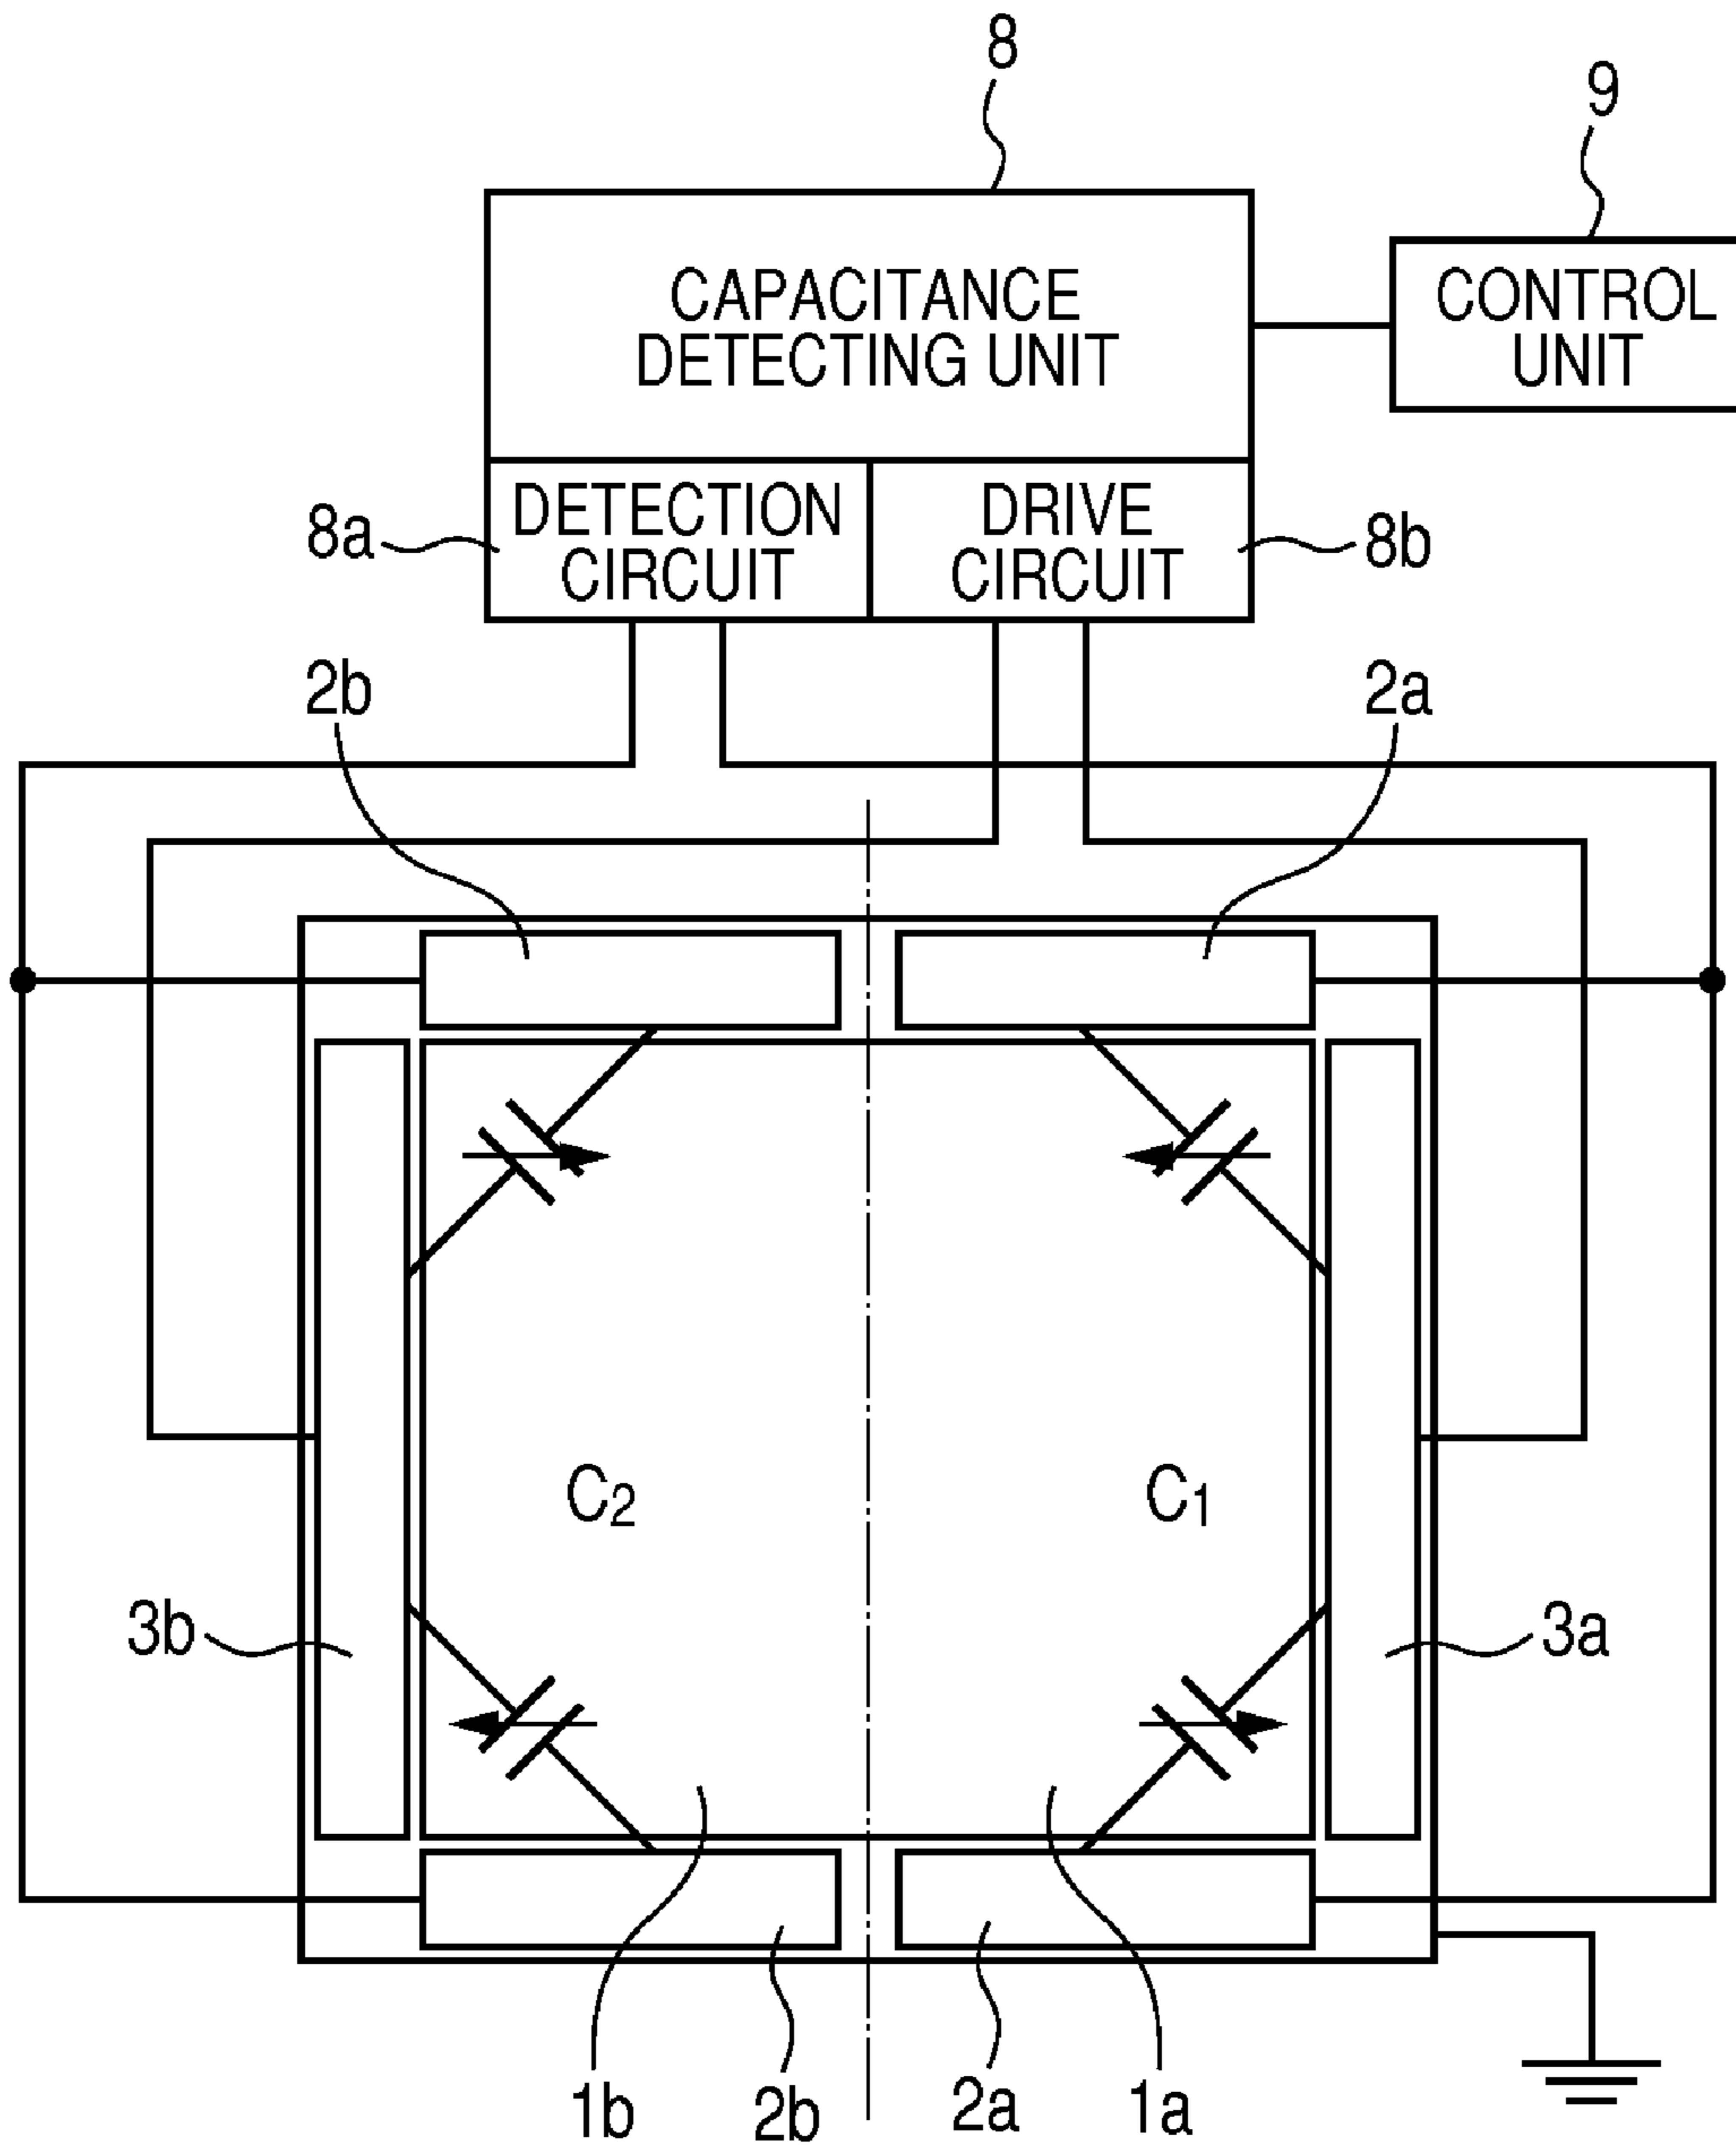 8
9
CAPACITANCE
DETECTING UNIT
CONTROL
UNIT
8a
DETECTION
CIRCUIT
DRIVE
CIRCUIT
8b
2b
2a
C2
C1
3b
3a
1b
2b
2a
1a